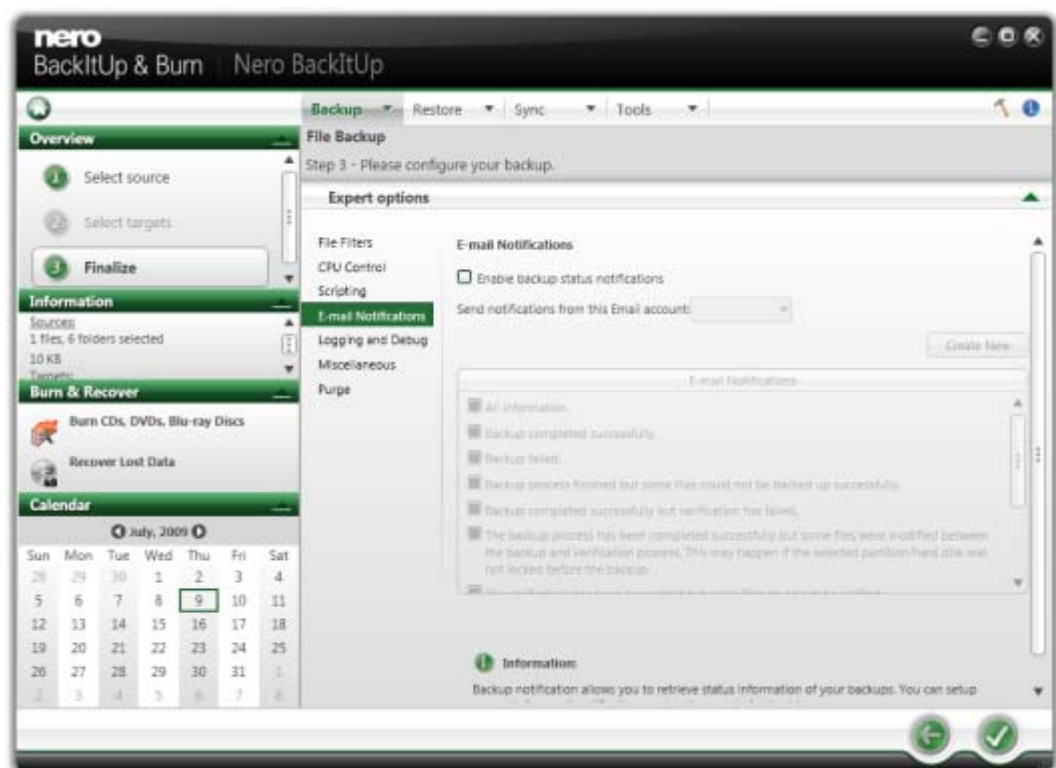 nero
BackItUp & Burn | Nero BackItUp
Backup Restore Sync Tools
Overview
1 Select source
2 Select targets
3 Finalize
Information
Sources:
1 files, 6 folders selected
10 KB
Targets:
Burn & Recover
Burn CDs, DVDs, Blu-ray Discs
Recover Lost Data
Calendar
July, 2009
Sun Mon Tue Wed Thu Fri Sat
28 29 30 1 2 3 4
5 6 7 8 9 10 11
12 13 14 15 16 17 18
19 20 21 22 23 24 25
26 27 28 29 30 31 1
2 3 4 5 6 7 8
File Backup
Step 3 - Please configure your backup.
Expert options
File Filters
CPU Control
Scripting
E-mail Notifications
Logging and Debug
Miscellaneous
Purge
E-mail Notifications
Enable backup status notifications
Send notifications from this Email account:
Create New
E-mail Notifications
All information.
Backup completed successfully.
Backup failed.
Backup process finished but some files could not be backed up successfully.
Backup completed successfully but verification has failed.
The backup process has been completed successfully but some files were modified between
the backup and verification process. This may happen if the selected partition/hard disk was
not locked before the backup.
Information:
Backup notification allows you to retrieve status information of your backups. You can setup